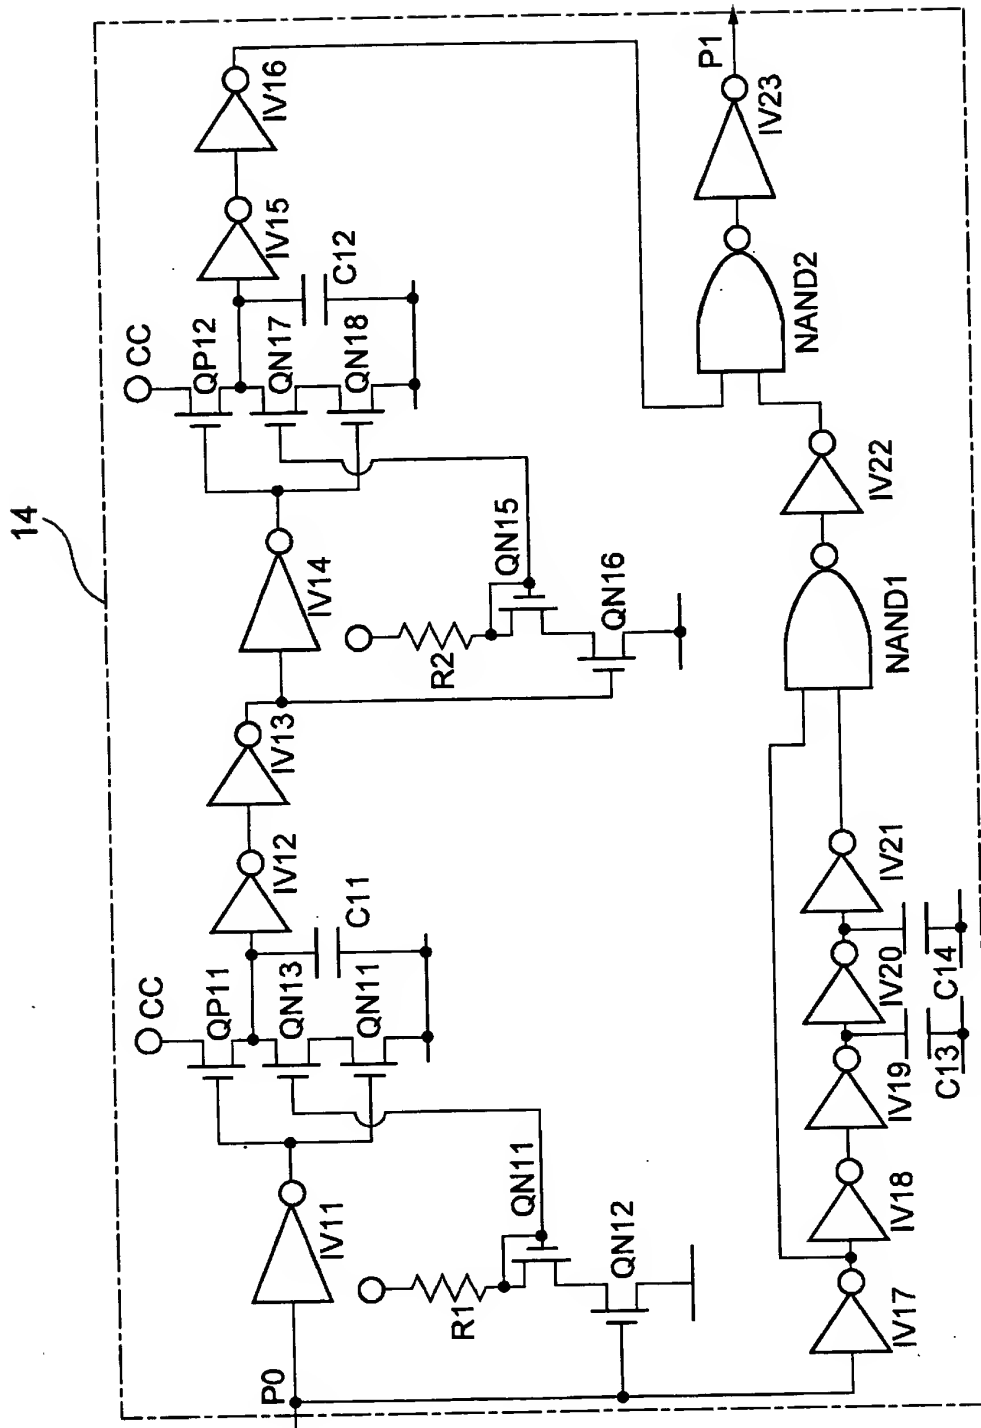 14
P0
IV11
CC
QP11
QN13
QN11
C11
R1
QN11
QN12
IV12
IV13
IV14
CC
QP12
QN17
QN18
C12
R2
QN15
QN16
IV15
IV16
IV17
IV18
IV19
C13
IV20
C14
IV21
NAND1
IV22
NAND2
IV23
P1